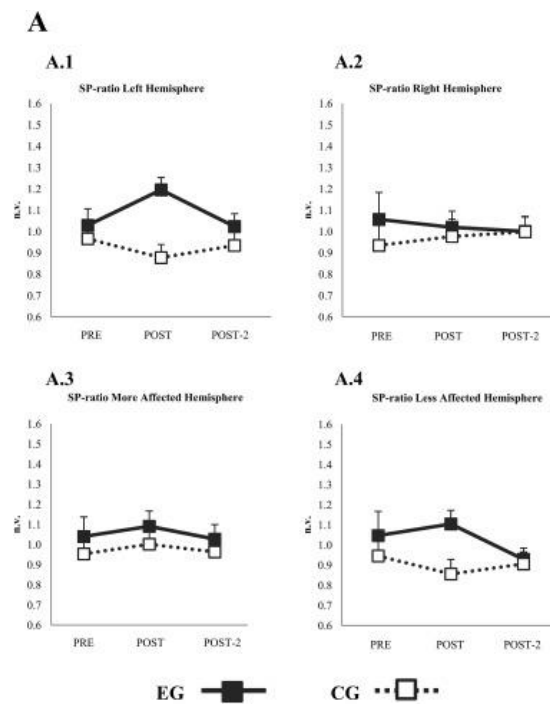 A
A.1
SP-ratio Left Hemisphere
1.6
1.5
1.4
1.3
1.2
1.1
1.0
0.9
0.8
0.7
0.6
n.v.
PRE POST POST-2
A.2
SP-ratio Right Hemisphere
1.6
1.5
1.4
1.3
1.2
1.1
1.0
0.9
0.8
0.7
0.6
n.v.
PRE POST POST-2
A.3
SP-ratio More Affected Hemisphere
1.6
1.5
1.4
1.3
1.2
1.1
1.0
0.9
0.8
0.7
0.6
n.v.
PRE POST POST-2
A.4
SP-ratio Less Affected Hemisphere
1.6
1.5
1.4
1.3
1.2
1.1
1.0
0.9
0.8
0.7
0.6
n.v.
PRE POST POST-2
EG CG